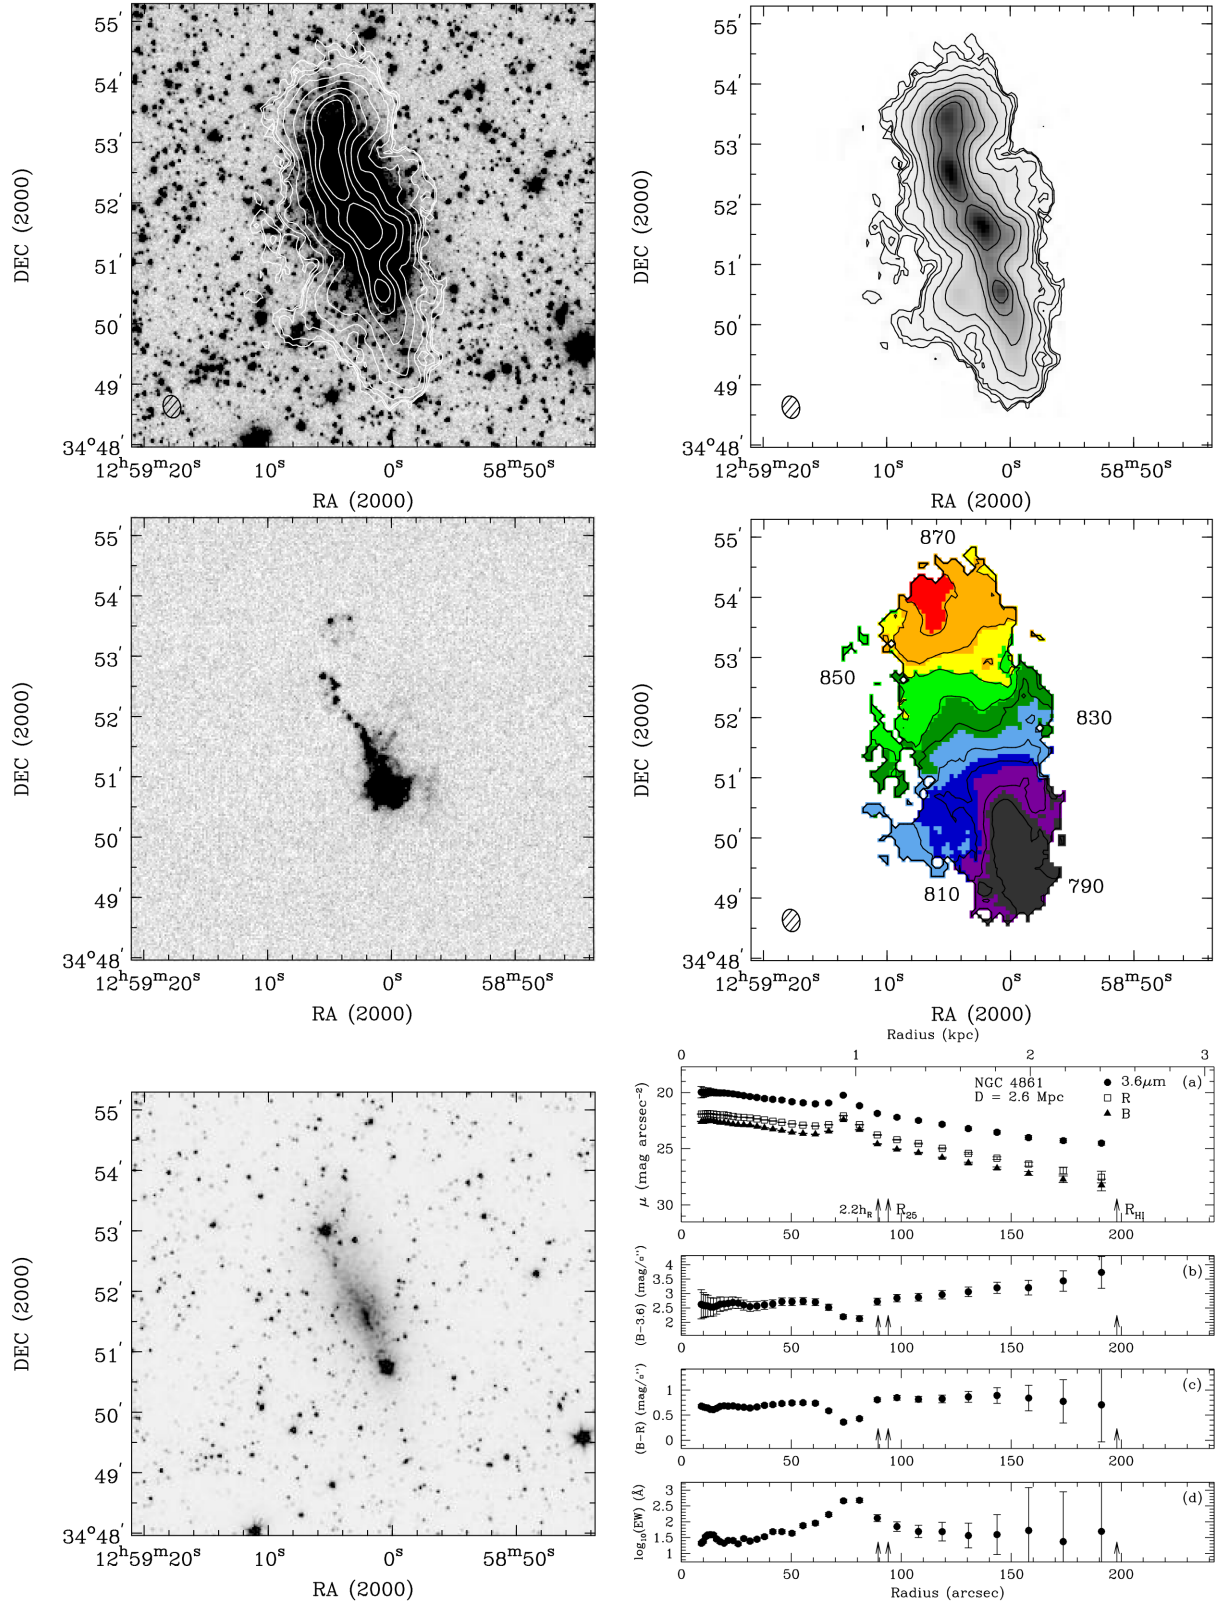 55′
54′
53′
52′
51′
50′
49′
34°48′
12ʰ59ᵐ20ˢ 10ˢ 0ˢ 58ᵐ50ˢ
RA (2000)
DEC (2000)
55′
54′
53′
52′
51′
50′
49′
34°48′
12ʰ59ᵐ20ˢ 10ˢ 0ˢ 58ᵐ50ˢ
RA (2000)
DEC (2000)
55′
54′
53′
52′
51′
50′
49′
34°48′
12ʰ59ᵐ20ˢ 10ˢ 0ˢ 58ᵐ50ˢ
RA (2000)
DEC (2000)
870
850
830
810
790
55′
54′
53′
52′
51′
50′
49′
34°48′
12ʰ59ᵐ20ˢ 10ˢ 0ˢ 58ᵐ50ˢ
RA (2000)
DEC (2000)
55′
54′
53′
52′
51′
50′
49′
34°48′
12ʰ59ᵐ20ˢ 10ˢ 0ˢ 58ᵐ50ˢ
RA (2000)
DEC (2000)
Radius (kpc)
0 1 2 3
NGC 4861
D = 2.6 Mpc
3.6μm
R
B
(a)
20
25
30
μ (mag arcsec⁻²)
2.2h_R R₂₅ R_HI
0 50 100 150 200
(b)
4
3.5
3
2.5
2
(B−3.6) (mag/□″)
0 50 100 150 200
(c)
1
0.5
0
(B−R) (mag/□″)
0 50 100 150 200
(d)
3
2.5
2
1.5
1
log₁₀(EW) (Å)
0 50 100 150 200
Radius (arcsec)